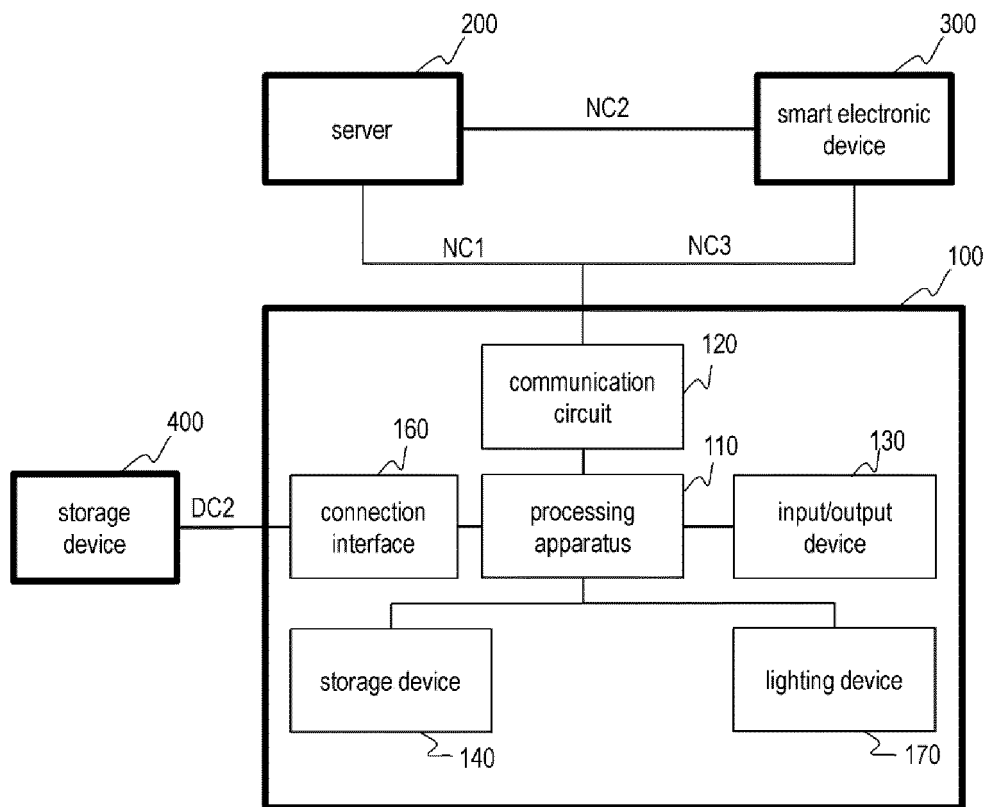 200
300
server
NC2
smart electronic
device
NC1
NC3
100
120
communication
circuit
400
160
110
130
storage
device
DC2
connection
interface
processing
apparatus
input/output
device
storage device
lighting device
140
170